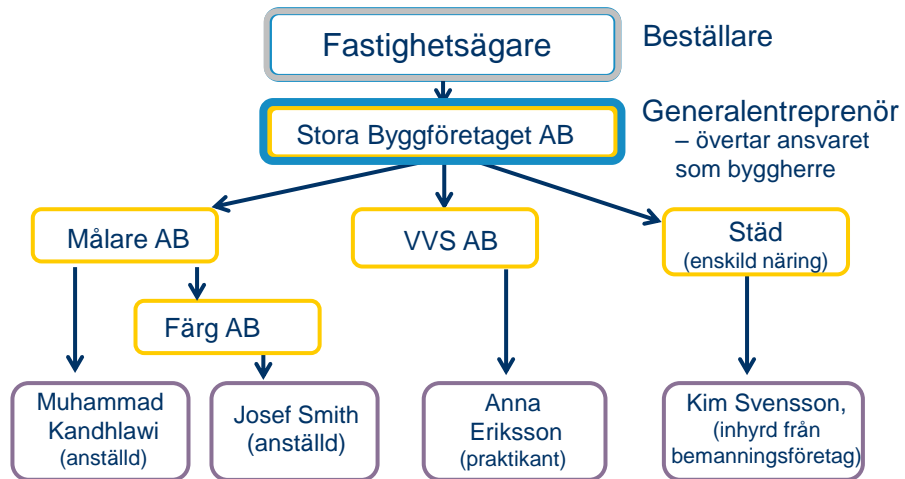 Fastighetsägare
Beställare
Stora Byggföretaget AB
Generalentreprenör
– övertar ansvaret
som byggherre
Målare AB
VVS AB
Städ
(enskild näring)
Färg AB
Muhammad
Kandhlawi
(anställd)
Josef Smith
(anställd)
Anna
Eriksson
(praktikant)
Kim Svensson,
(inhyrd från
bemanningsföretag)